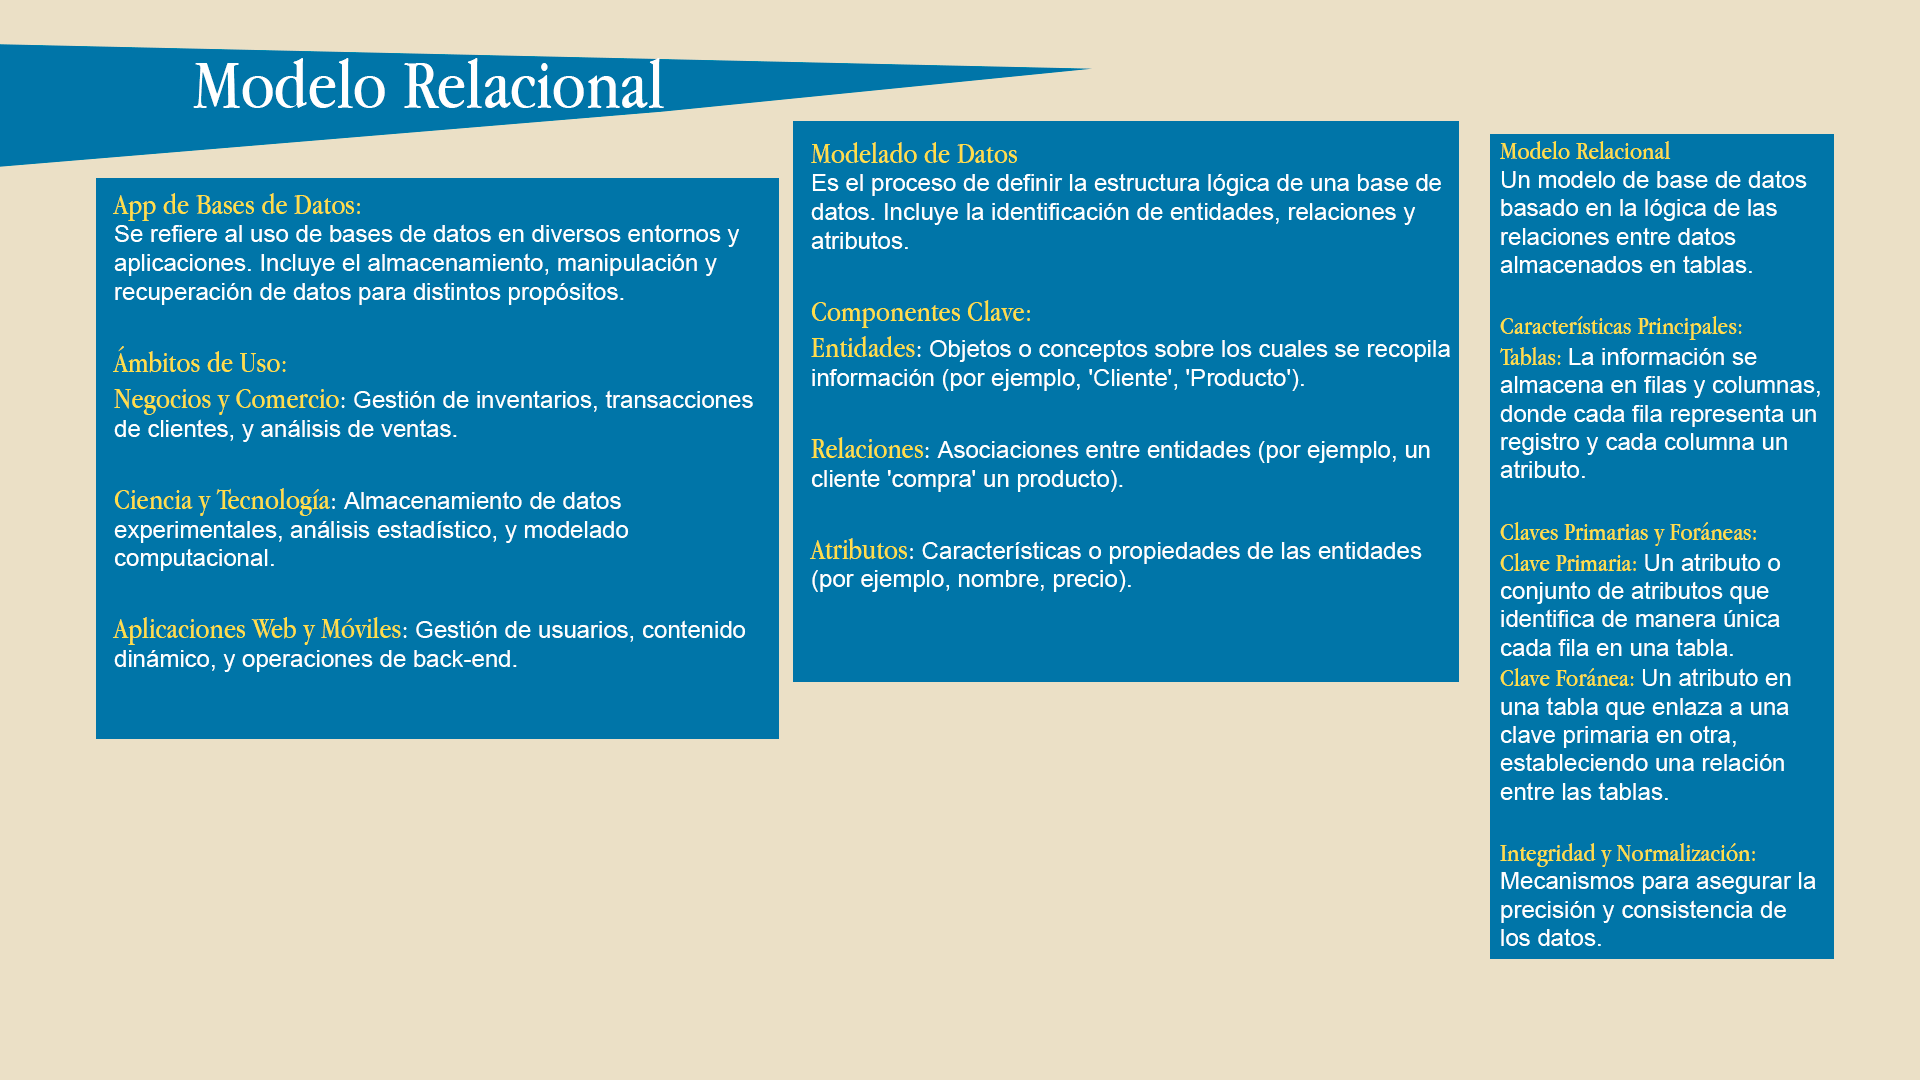 Modelo Relacional
App de Bases de Datos:
Se refiere al uso de bases de datos en diversos entornos y
aplicaciones. Incluye el almacenamiento, manipulación y
recuperación de datos para distintos propósitos.
Ámbitos de Uso:
Negocios y Comercio: Gestión de inventarios, transacciones
de clientes, y análisis de ventas.
Ciencia y Tecnología: Almacenamiento de datos
experimentales, análisis estadístico, y modelado
computacional.
Aplicaciones Web y Móviles: Gestión de usuarios, contenido
dinámico, y operaciones de back-end.
Modelado de Datos
Es el proceso de definir la estructura lógica de una base de
datos. Incluye la identificación de entidades, relaciones y
atributos.
Componentes Clave:
Entidades: Objetos o conceptos sobre los cuales se recopila
información (por ejemplo, 'Cliente', 'Producto').
Relaciones: Asociaciones entre entidades (por ejemplo, un
cliente 'compra' un producto).
Atributos: Características o propiedades de las entidades
(por ejemplo, nombre, precio).
Modelo Relacional
Un modelo de base de datos
basado en la lógica de las
relaciones entre datos
almacenados en tablas.
Características Principales:
Tablas: La información se
almacena en filas y columnas,
donde cada fila representa un
registro y cada columna un
atributo.
Claves Primarias y Foráneas:
Clave Primaria: Un atributo o
conjunto de atributos que
identifica de manera única
cada fila en una tabla.
Clave Foránea: Un atributo en
una tabla que enlaza a una
clave primaria en otra,
estableciendo una relación
entre las tablas.
Integridad y Normalización:
Mecanismos para asegurar la
precisión y consistencia de
los datos.